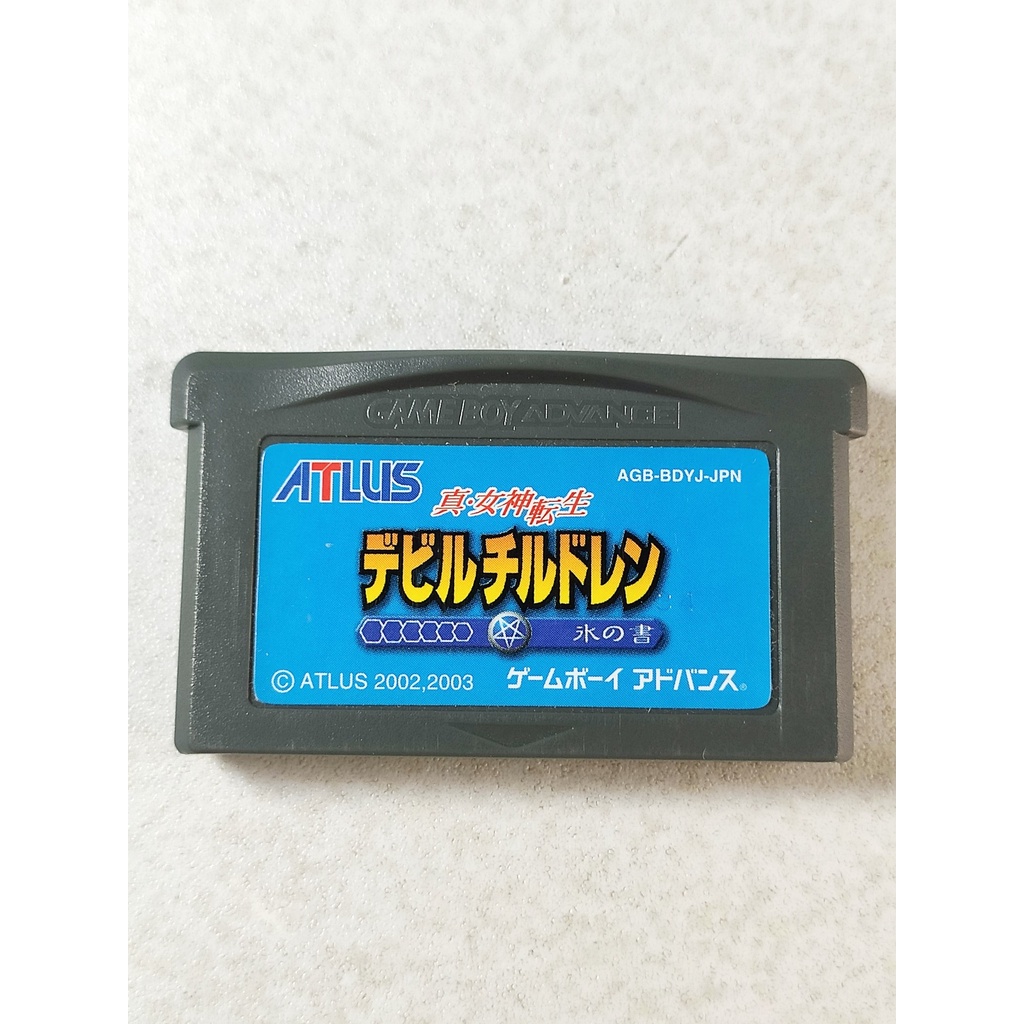 GAME BOY ADVANCE
ATLUS
AGB-BDYJ-JPN
真・女神転生
デビルチルドレン
氷の書
© ATLUS 2002,2003
ゲームボーイ アドバンス®